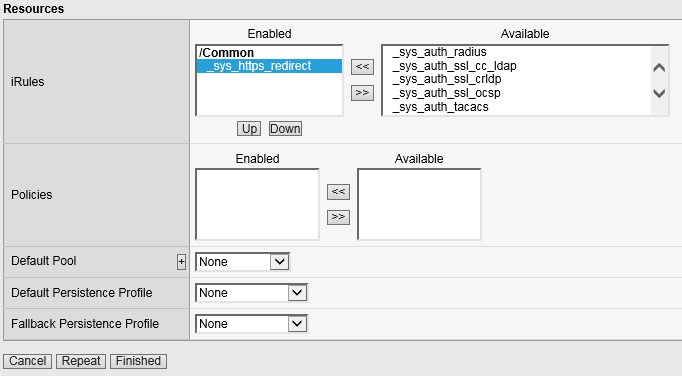 Resources
iRules
Enabled
Available
/Common
_sys_https_redirect
<<
>>
_sys_auth_radius
_sys_auth_ssl_cc_ldap
_sys_auth_ssl_crldp
_sys_auth_ssl_ocsp
_sys_auth_tacacs
Up Down
Policies
Enabled
Available
<<
>>
Default Pool + None
Default Persistence Profile None
Fallback Persistence Profile None
Cancel Repeat Finished